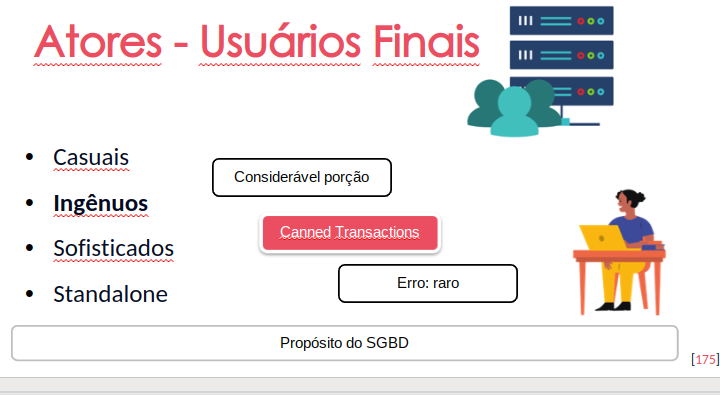 Atores - Usuários Finais
Casuais
Considerável porção
Ingênuos
Canned Transactions
Sofisticados
Erro: raro
Standalone
Propósito do SGBD
[175]